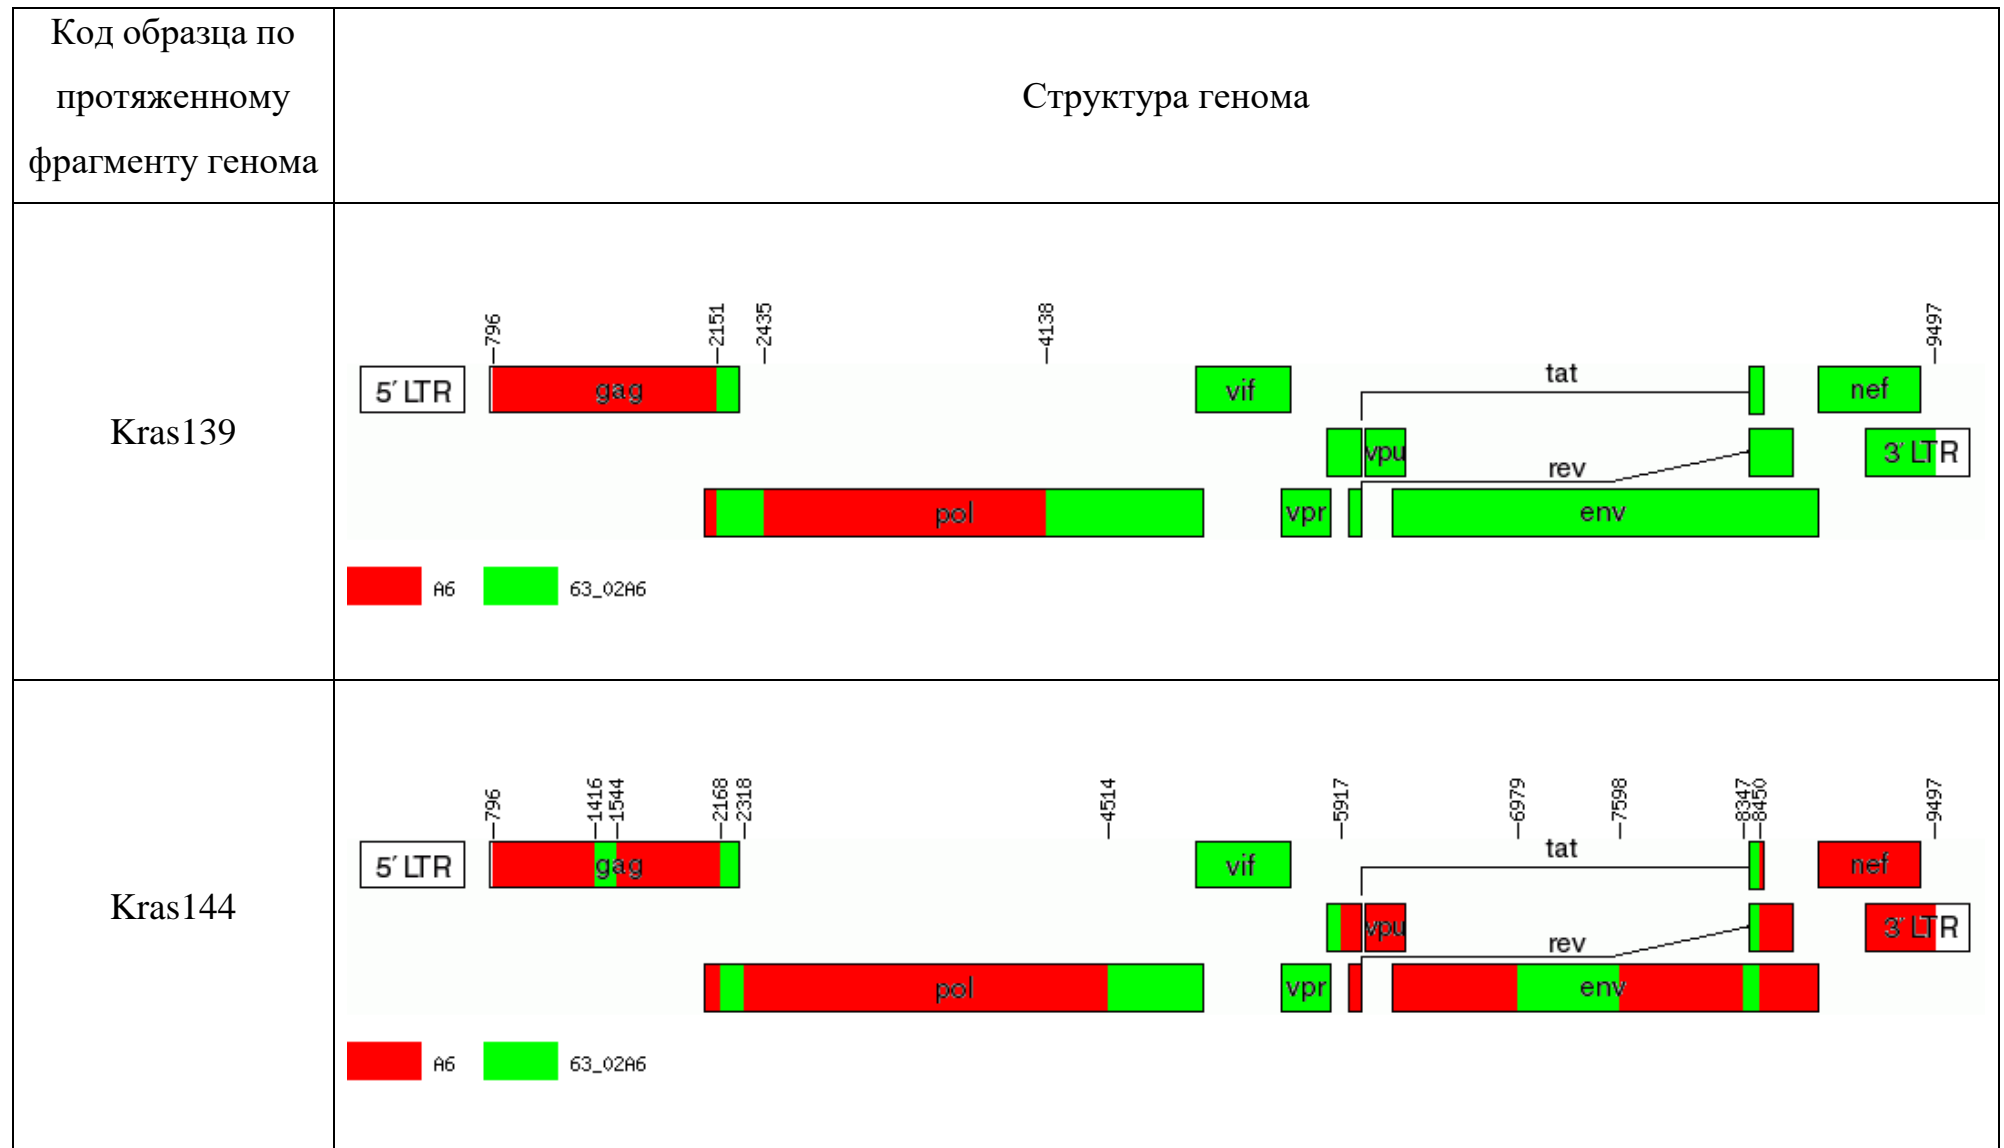 Код образца по
протяженному
фрагменту генома
Структура генома
Kras139
796
2151
2435
4138
9497
5′ LTR
gag
vif
tat
nef
vpu
rev
3′ LTR
pol
vpr
env
A6
63_02A6
Kras144
796
1416
1544
2168
2318
4514
5917
6979
7598
8347
8450
9497
5′ LTR
gag
vif
tat
nef
vpu
rev
3′ LTR
pol
vpr
env
A6
63_02A6